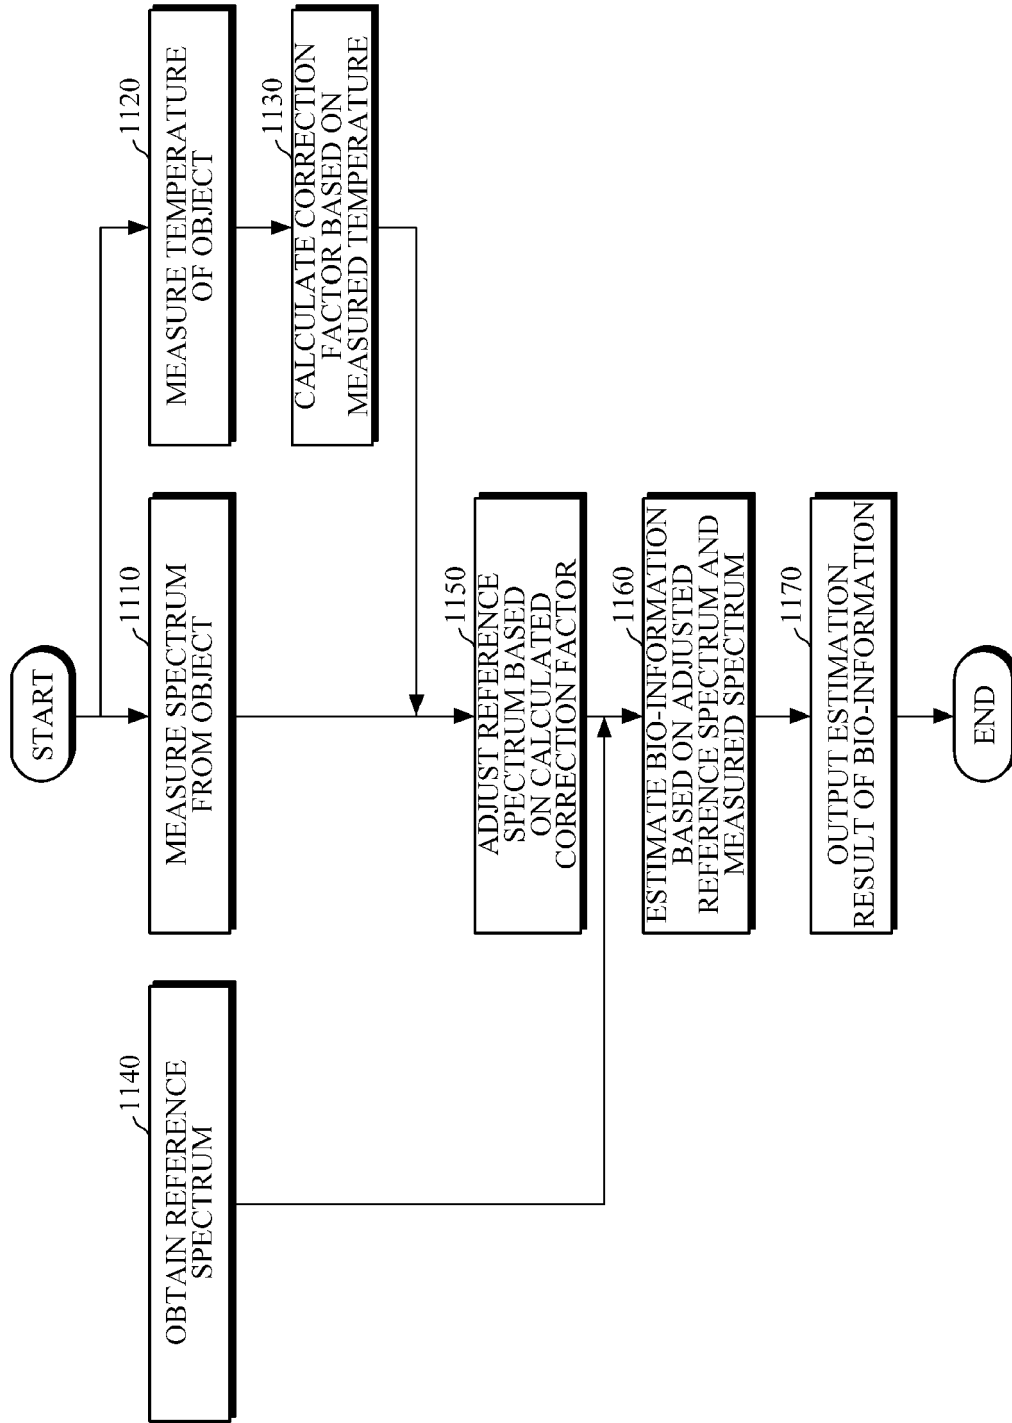 START
1110
MEASURE SPECTRUM
FROM OBJECT
1120
MEASURE TEMPERATURE
OF OBJECT
1130
CALCULATE CORRECTION
FACTOR BASED ON
MEASURED TEMPERATURE
1140
OBTAIN REFERENCE
SPECTRUM
1150
ADJUST REFERENCE
SPECTRUM BASED
ON CALCULATED
CORRECTION FACTOR
1160
ESTIMATE BIO-INFORMATION
BASED ON ADJUSTED
REFERENCE SPECTRUM AND
MEASURED SPECTRUM
1170
OUTPUT ESTIMATION
RESULT OF BIO-INFORMATION
END